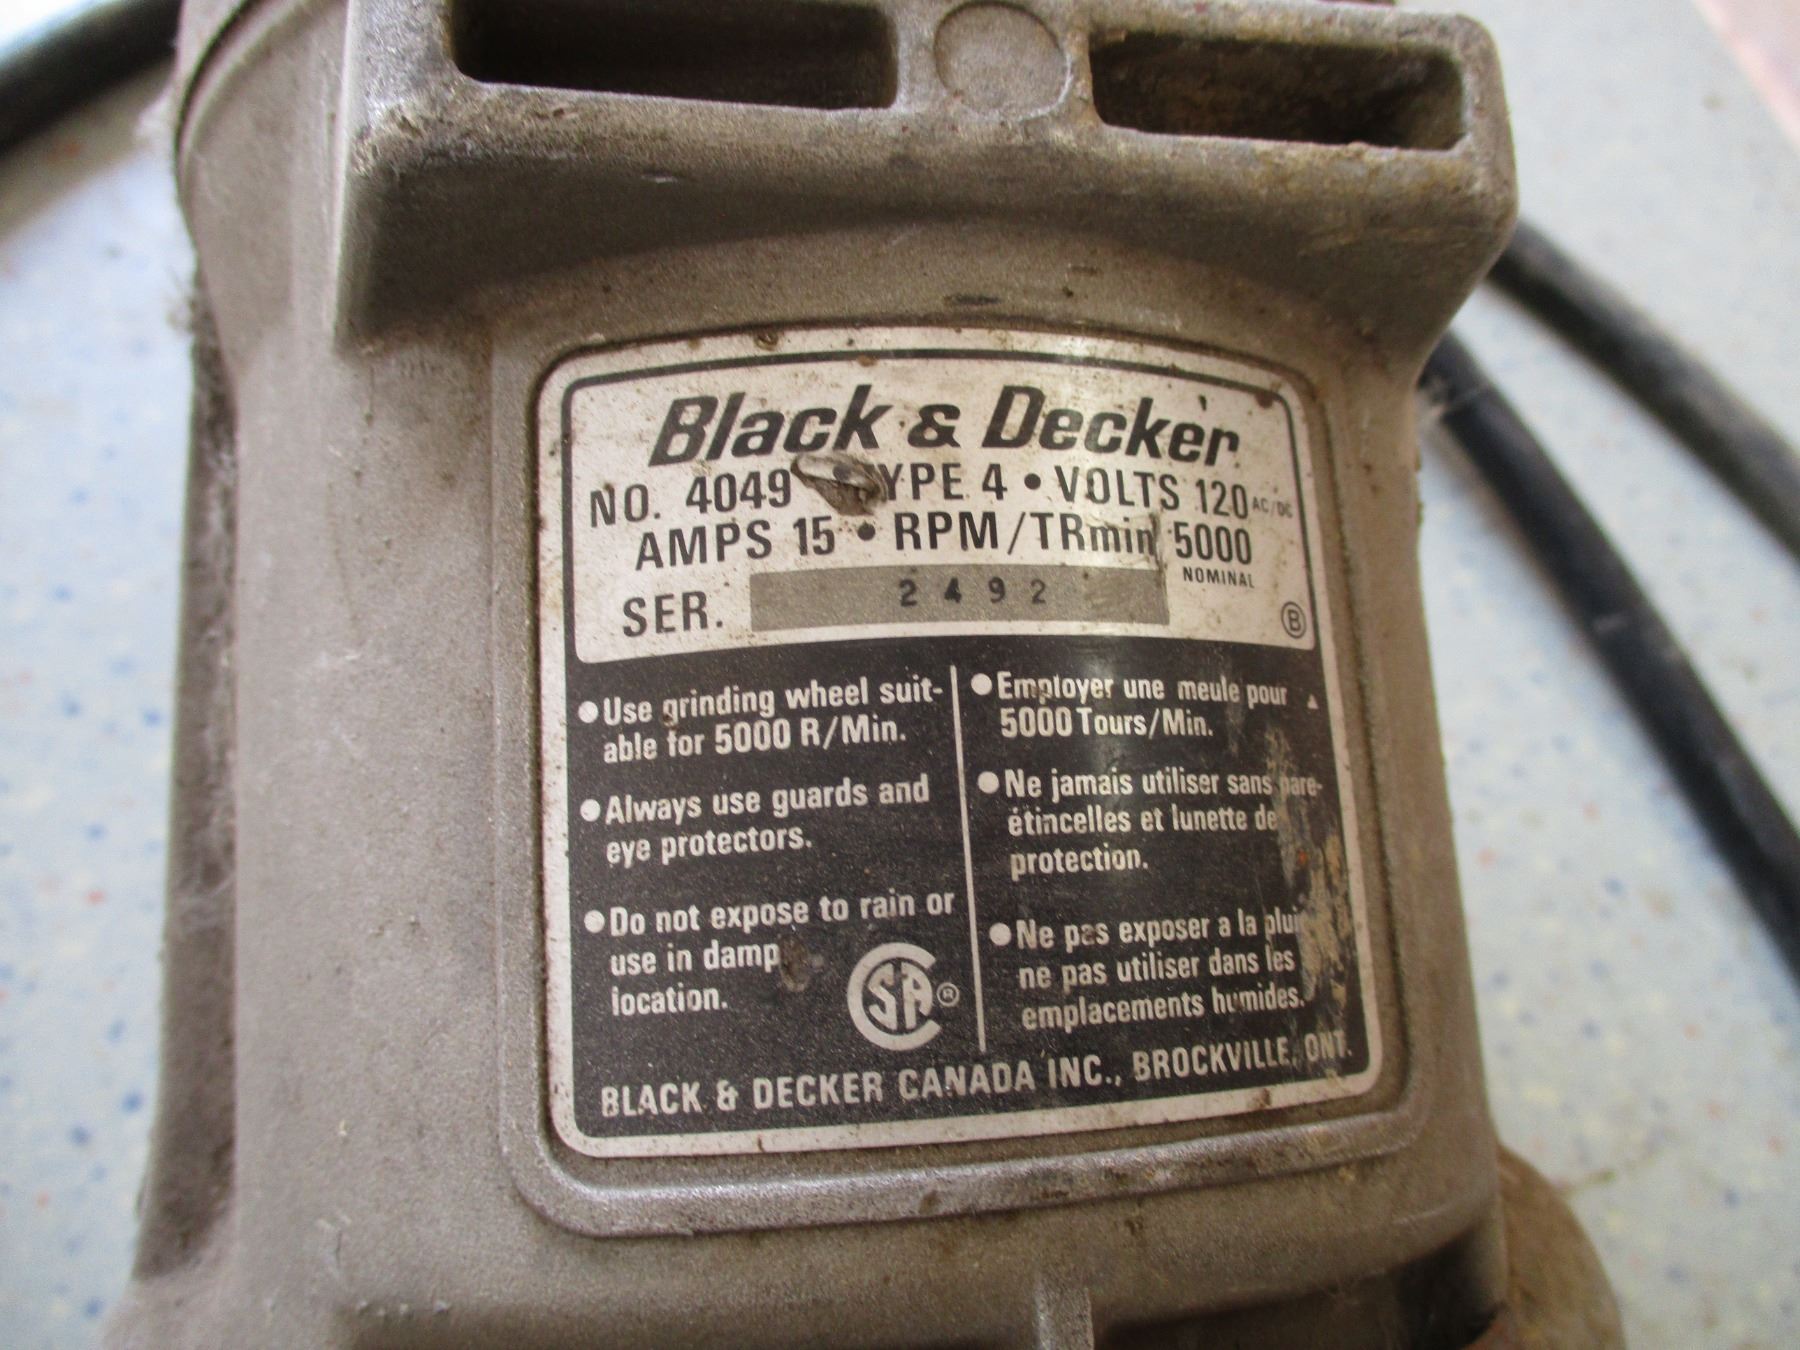 Black & Decker
NO. 4049 YPE 4 • VOLTS 120 AC/DC
AMPS 15 • RPM/TRmin 5000
NOMINAL
SER. 2492
B
• Use grinding wheel suit-
able for 5000 R/Min.
• Always use guards and
eye protectors.
• Do not expose to rain or
use in damp
location.
SA ®
• Employer une meule pour
5000 Tours/Min.
• Ne jamais utiliser sans pare-
étincelles et lunette de
protection.
• Ne pas exposer a la plui
ne pas utiliser dans les
emplacements humides.
BLACK & DECKER CANADA INC., BROCKVILLE, ONT.